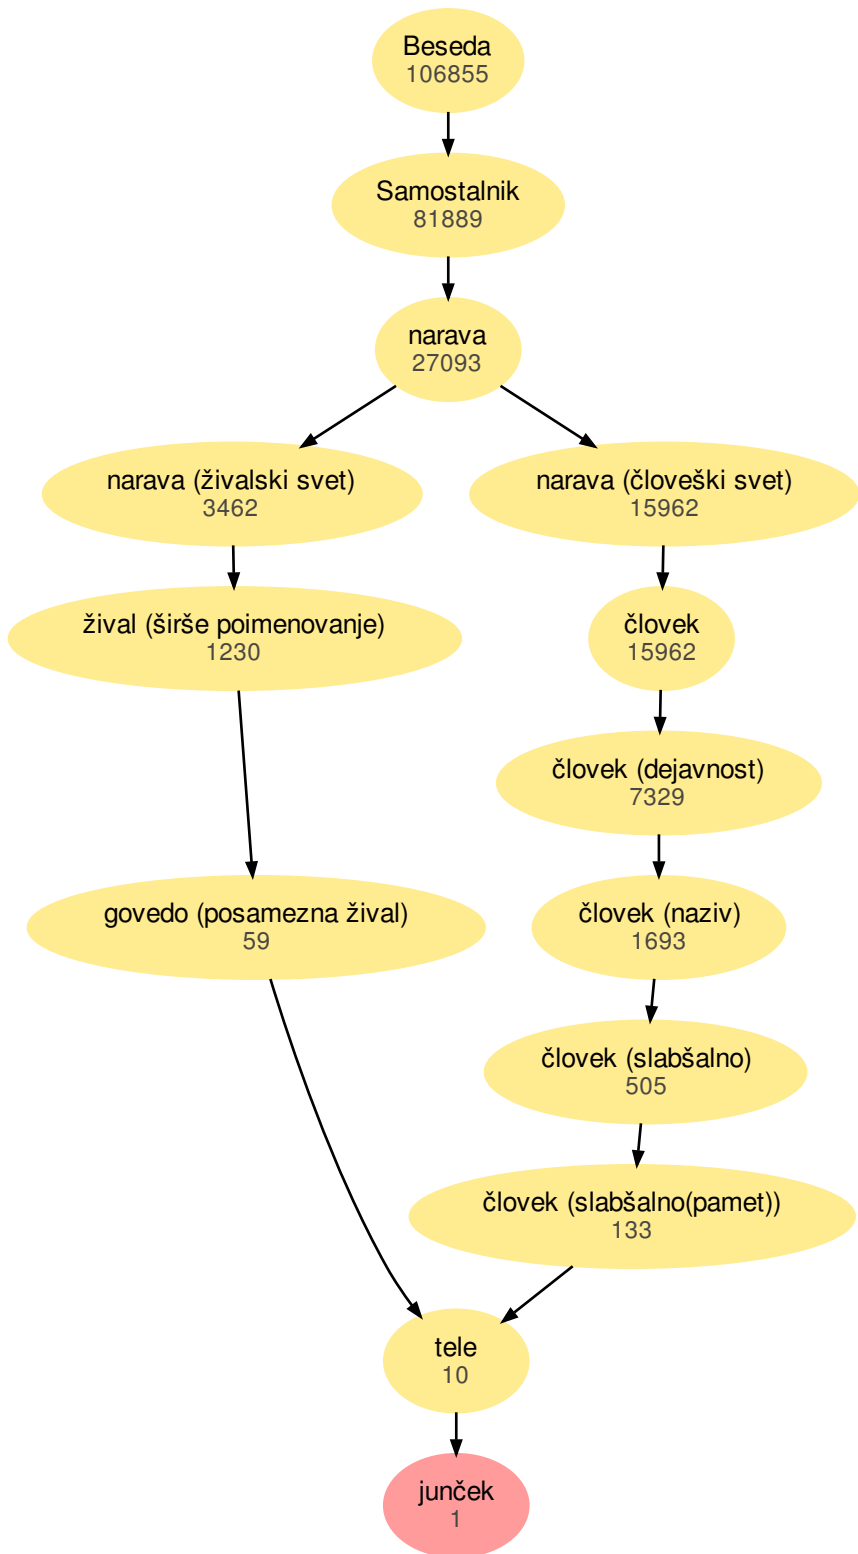 Beseda
106855
Samostalnik
81889
narava
27093
narava (živalski svet)
3462
narava (človeški svet)
15962
žival (širše poimenovanje)
1230
človek
15962
človek (dejavnost)
7329
govedo (posamezna žival)
59
človek (naziv)
1693
človek (slabšalno)
505
človek (slabšalno(pamet))
133
tele
10
junček
1